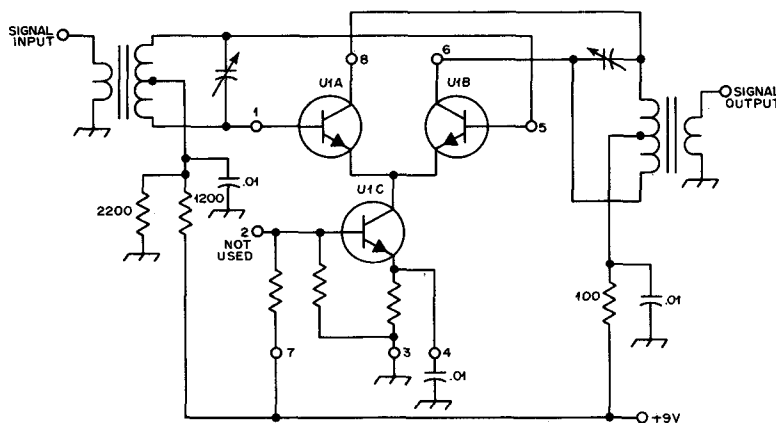 SIGNAL
INPUT
8
6
U1A
U1B
SIGNAL
OUTPUT
1
5
U1C
.01
2200
1200
2
NOT
USED
100
.01
7
3
4
.01
+9V